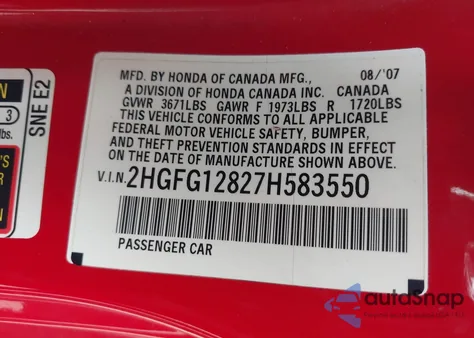 MFD. BY HONDA OF CANADA MFG., 08/'07
A DIVISION OF HONDA CANADA INC. CANADA
GVWR 3671LBS GAWR F 1973LBS R 1720LBS
THIS VEHICLE CONFORMS TO ALL APPLICABLE
FEDERAL MOTOR VEHICLE SAFETY, BUMPER,
AND THEFT PREVENTION STANDARDS IN EFFECT
ON THE DATE OF MANUFACTURE SHOWN ABOVE.
V.I.N. 2HGFG12827H583550
PASSENGER CAR
SNE E2
3
lbs.
autoSnap